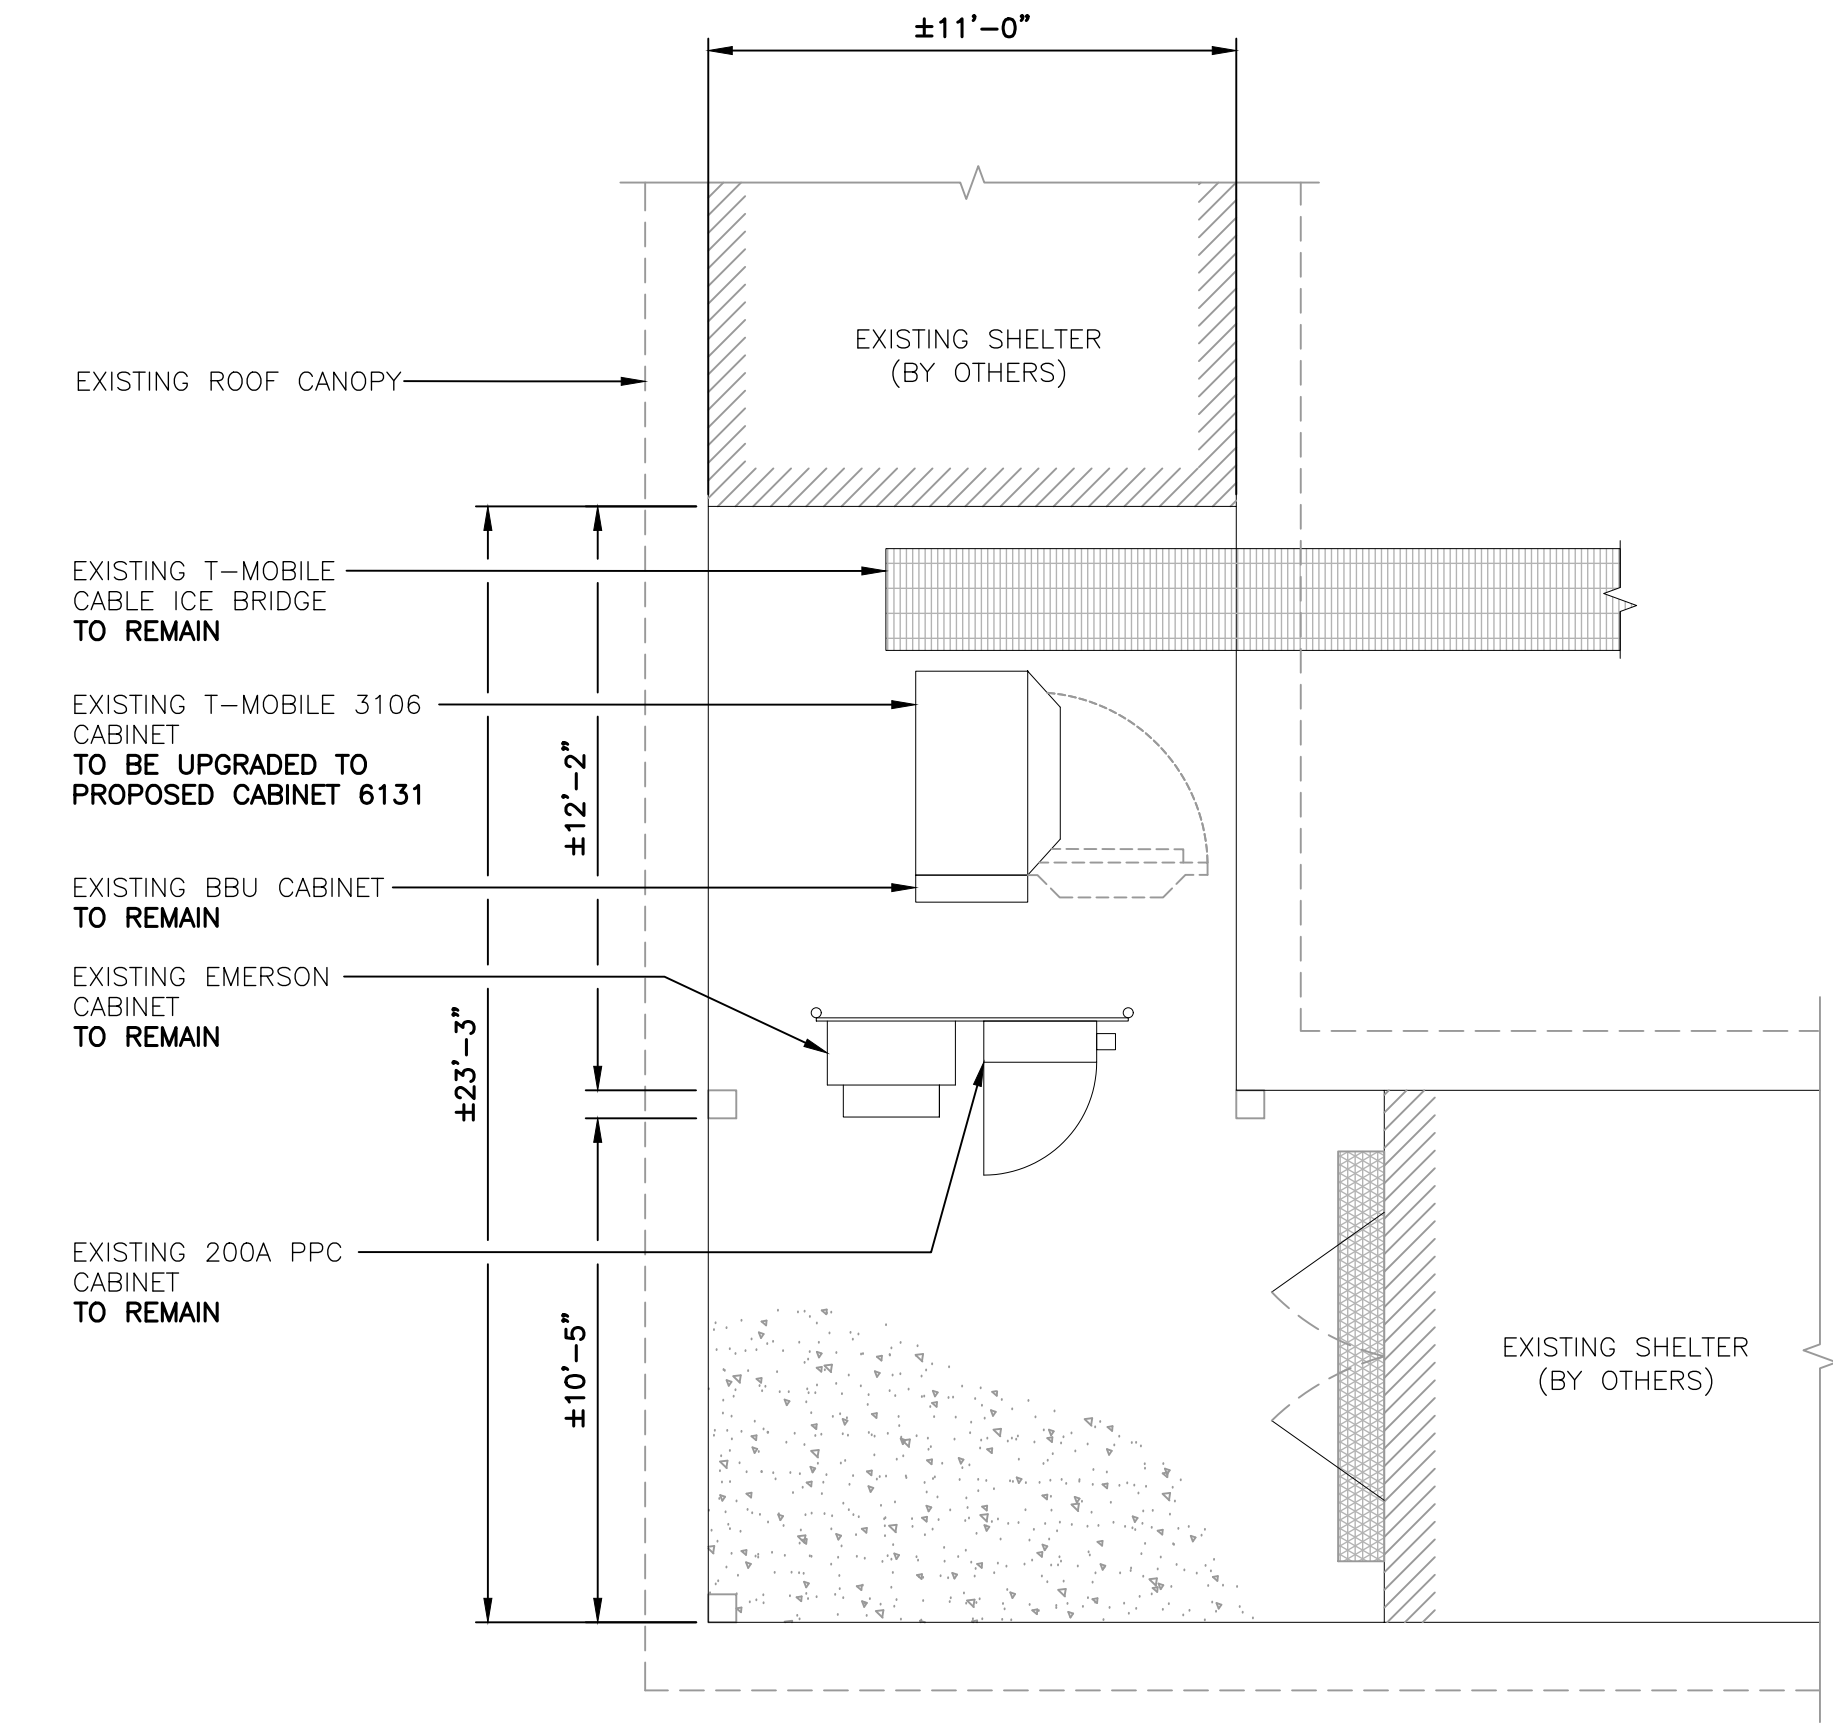 ±11'-0"
EXISTING SHELTER
(BY OTHERS)
EXISTING ROOF CANOPY
EXISTING T-MOBILE
CABLE ICE BRIDGE
TO REMAIN
EXISTING T-MOBILE 3106
CABINET
TO BE UPGRADED TO
PROPOSED CABINET 6131
±12'-2"
EXISTING BBU CABINET
TO REMAIN
EXISTING EMERSON
CABINET
TO REMAIN
±23'-3"
EXISTING 200A PPC
CABINET
TO REMAIN
±10'-5"
EXISTING SHELTER
(BY OTHERS)